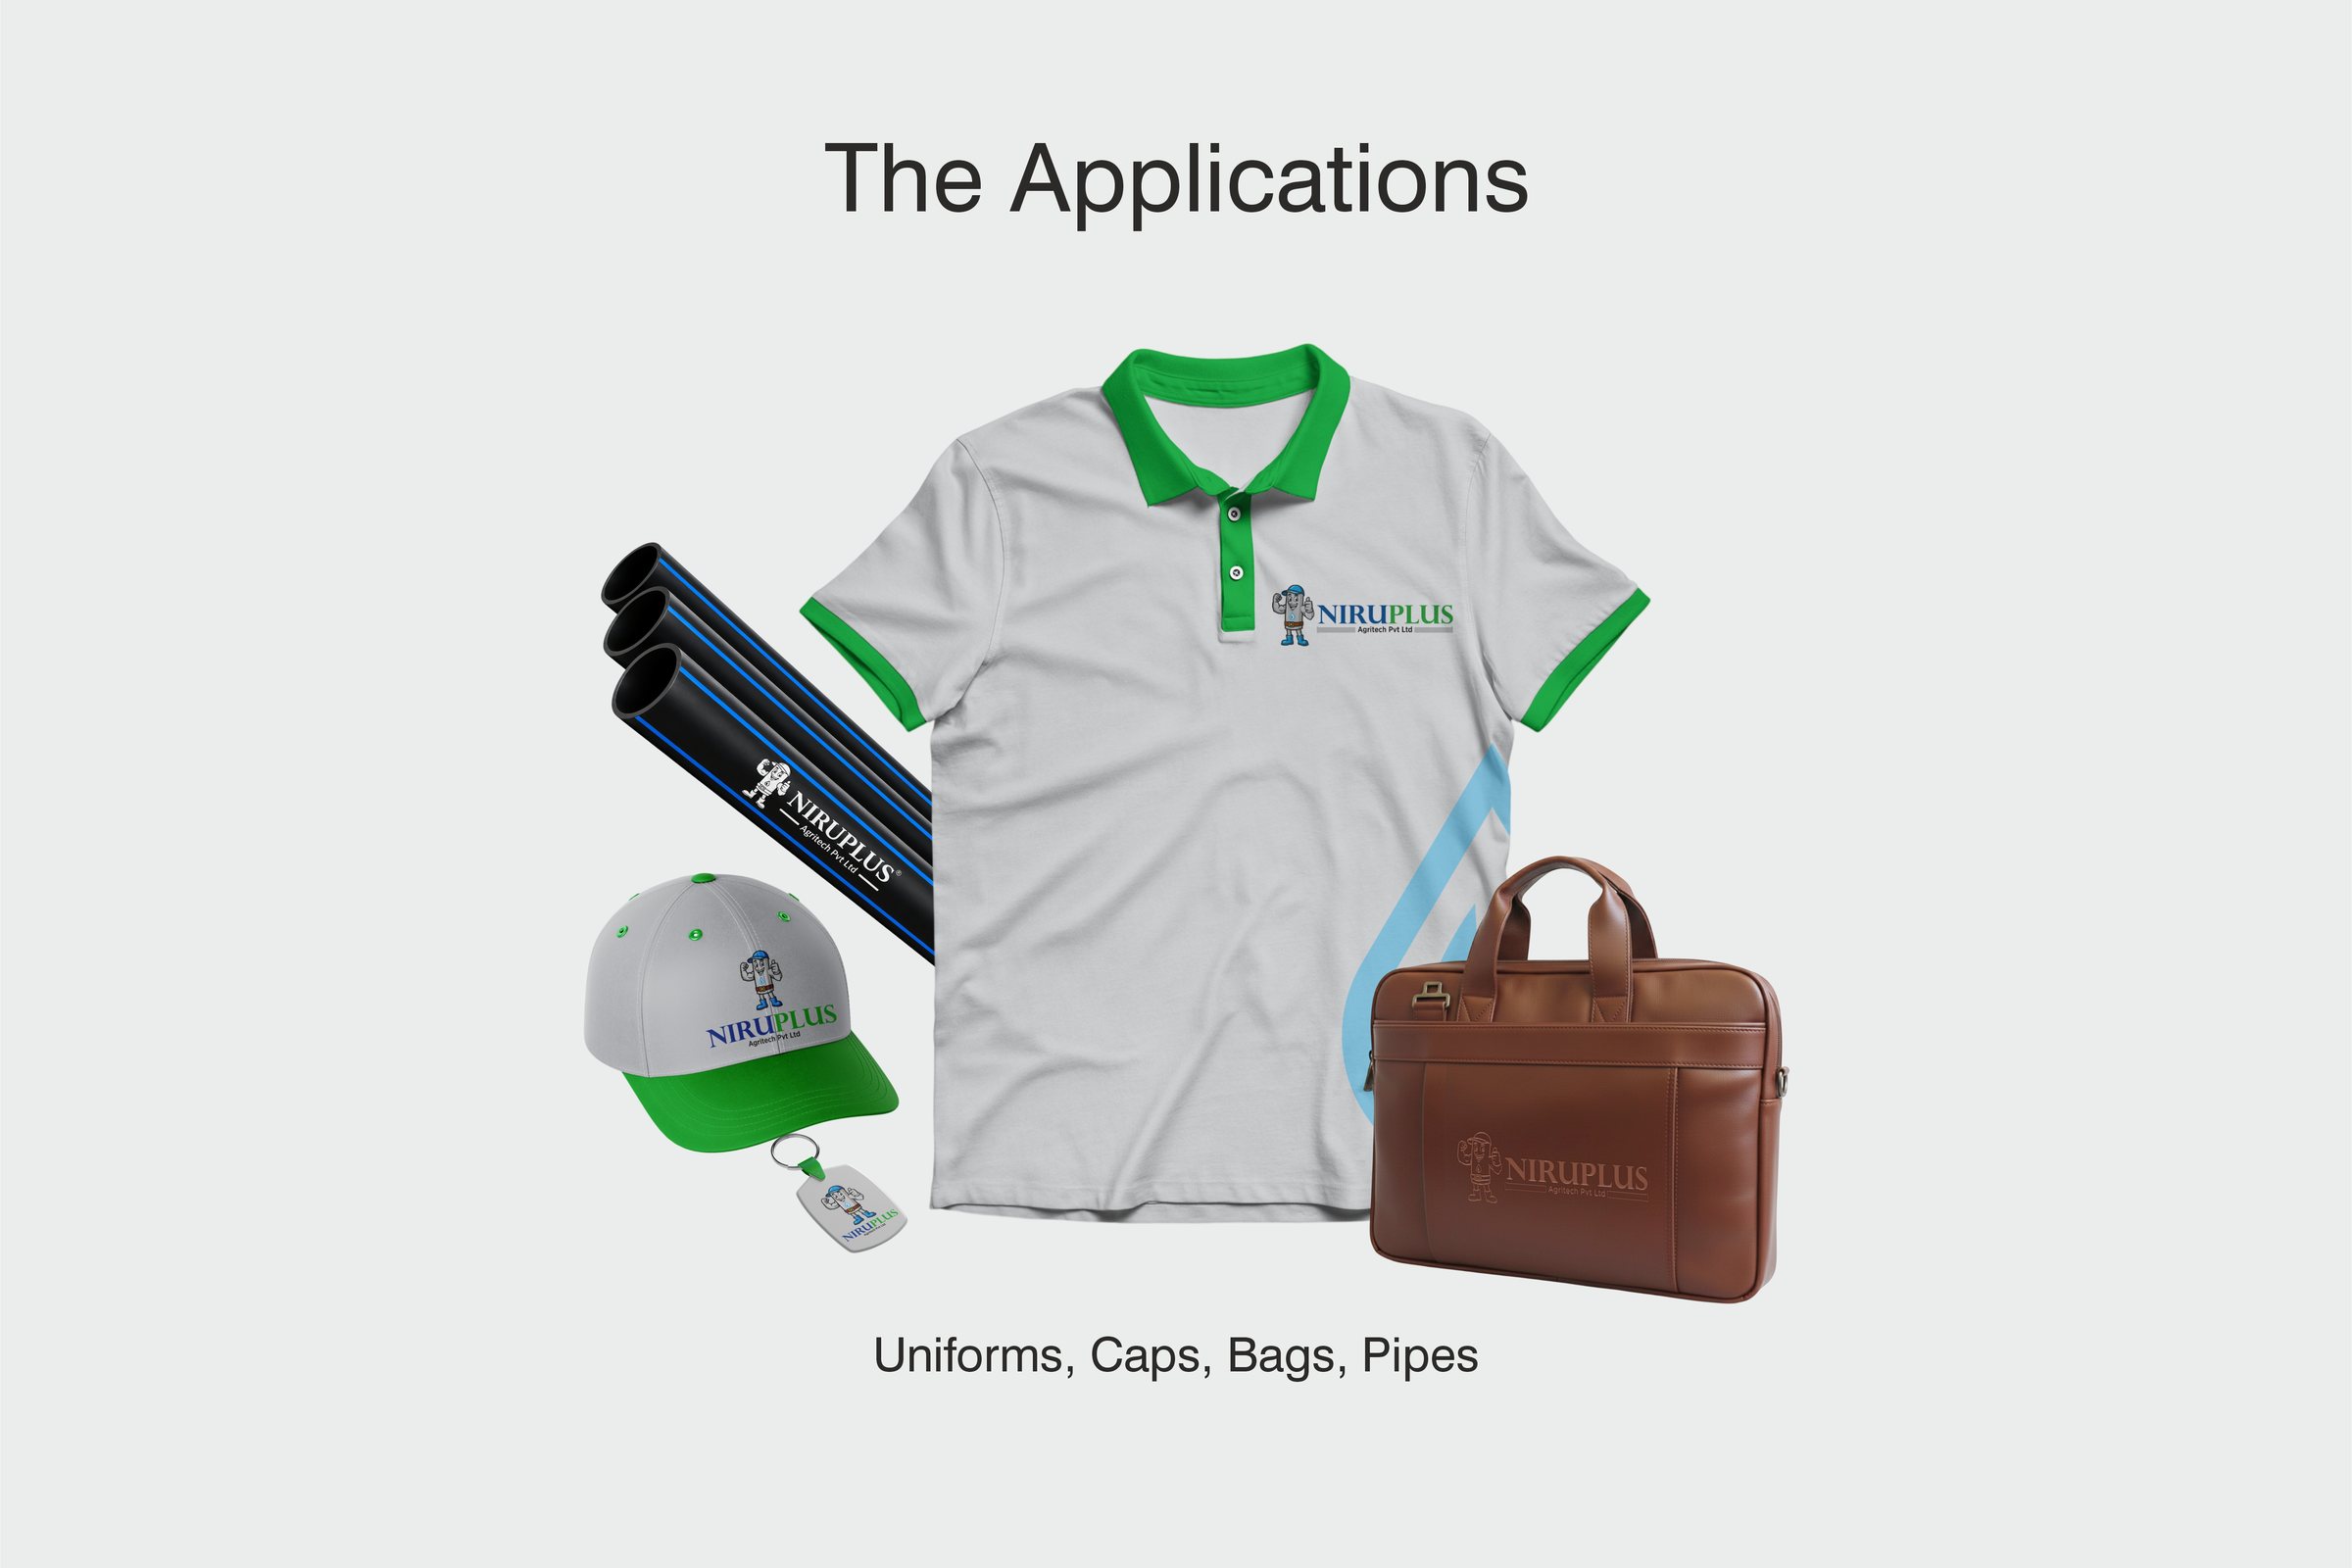 The Applications
NIRUPLUS
Agritech Pvt Ltd
NIRUPLUS®
Agritech Pvt Ltd
NIRUPLUS
Agritech Pvt Ltd
NIRUPLUS
NIRUPLUS
Agritech Pvt Ltd
Uniforms, Caps, Bags, Pipes